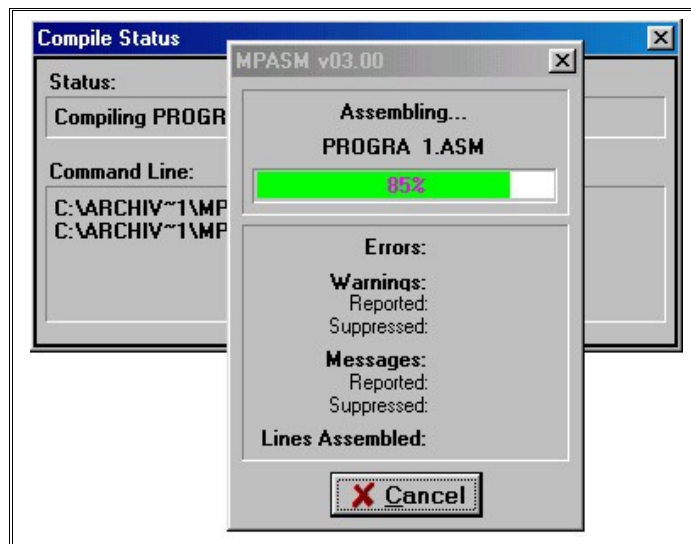 Compile Status
Status:
Compiling PROGR
Command Line:
C:\ARCHIV~1\MP
C:\ARCHIV~1\MP
MPASM v03.00
Assembling...
PROGRA 1.ASM
85%
Errors:
Warnings:
Reported:
Suppressed:
Messages:
Reported:
Suppressed:
Lines Assembled:
Cancel